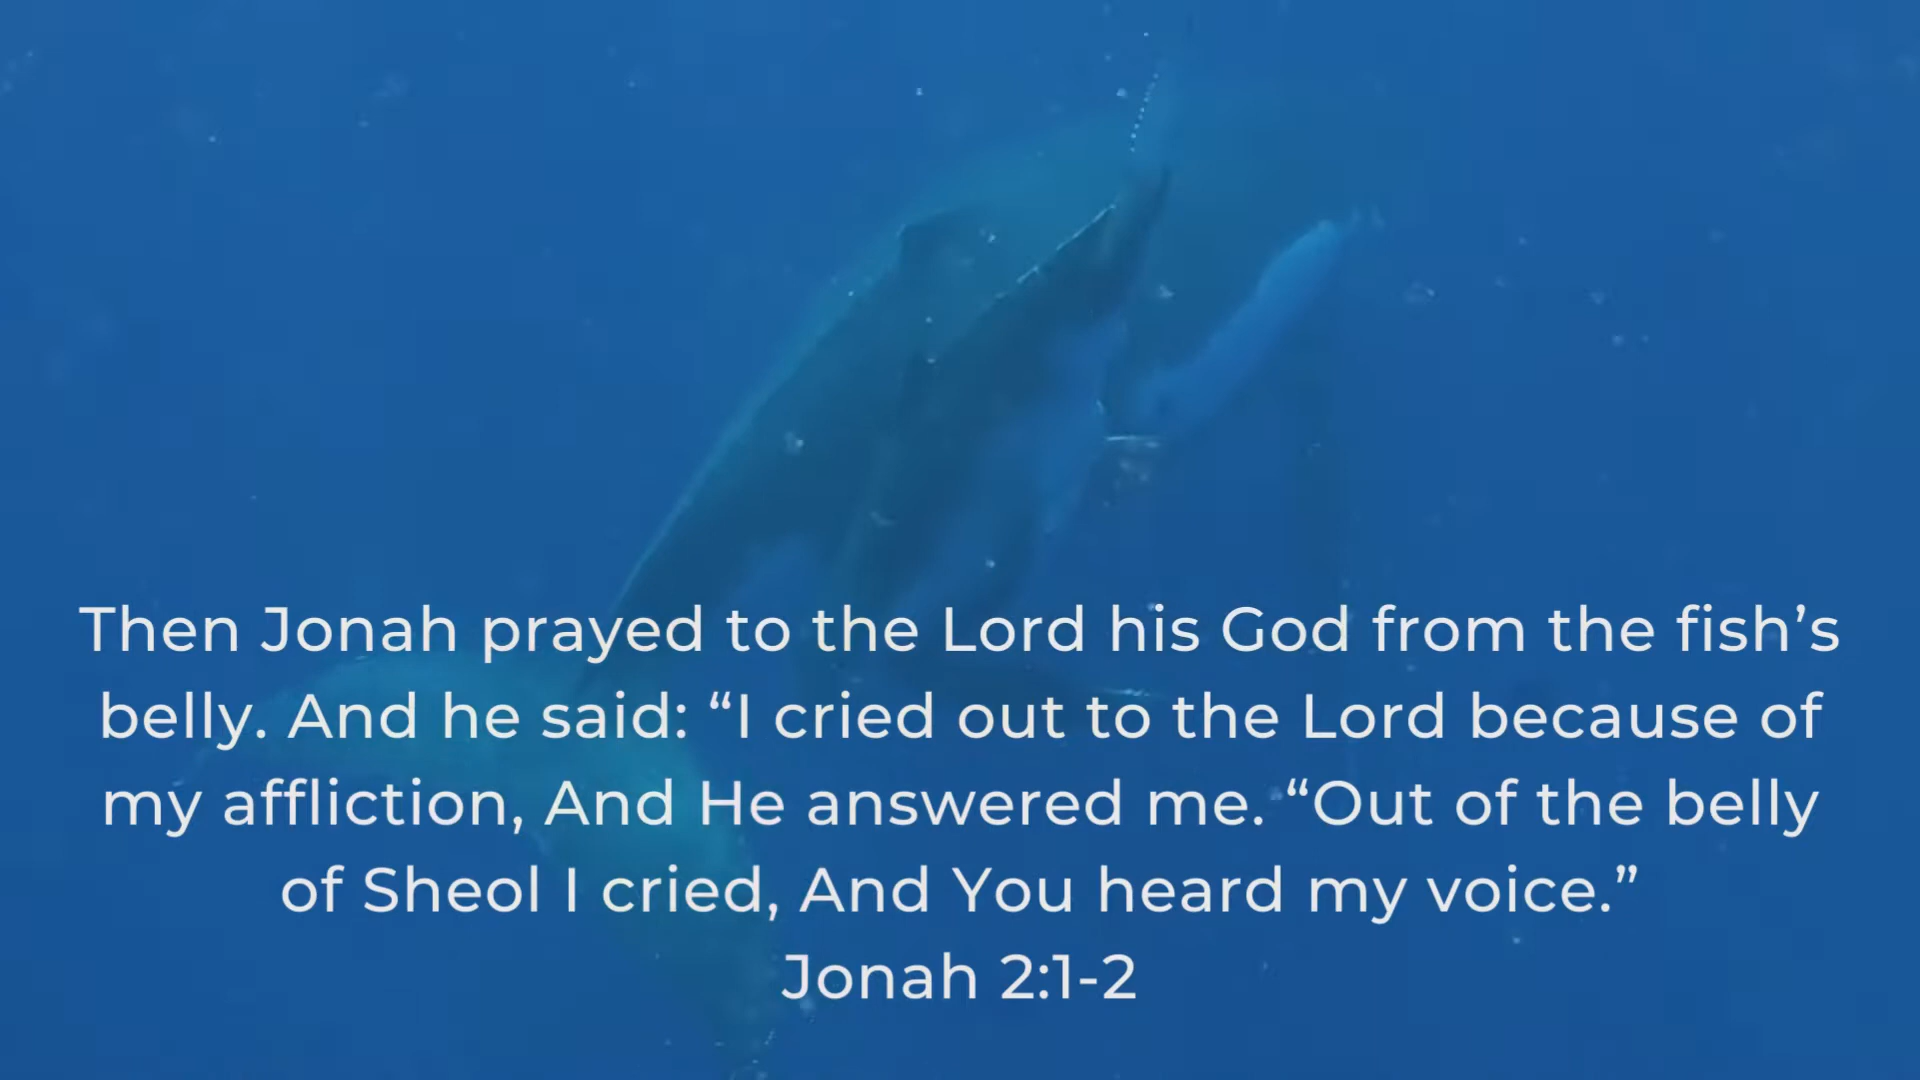 Then Jonah prayed to the Lord his God from the fish’s
belly. And he said: “I cried out to the Lord because of
my affliction, And He answered me. “Out of the belly
of Sheol I cried, And You heard my voice.”
Jonah 2:1-2